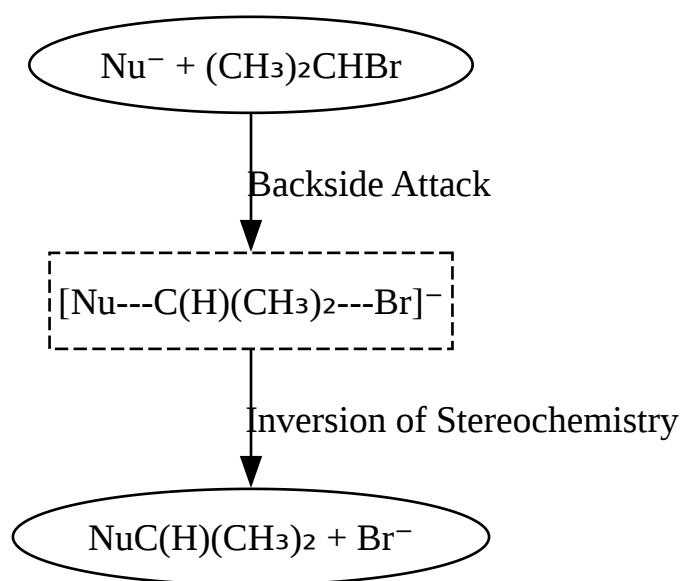 Nu⁻ + (CH₃)₂CHBr
Backside Attack
[Nu---C(H)(CH₃)₂---Br]⁻
Inversion of Stereochemistry
NuC(H)(CH₃)₂ + Br⁻